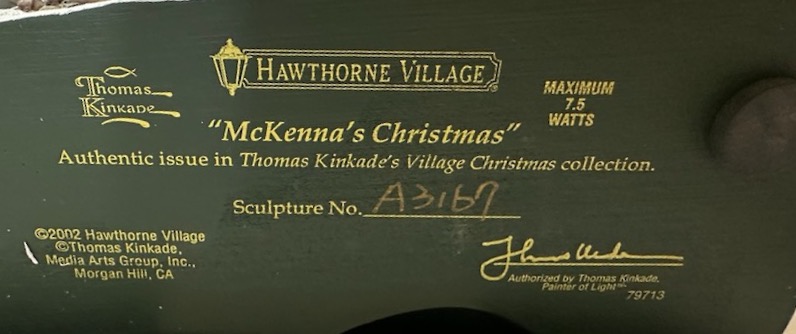 Thomas
Kinkade
HAWTHORNE VILLAGE
MAXIMUM
7.5
WATTS
"McKenna's Christmas"
Authentic issue in Thomas Kinkade's Village Christmas collection.
Sculpture No. A3167
©2002 Hawthorne Village
©Thomas Kinkade,
Media Arts Group, Inc.,
Morgan Hill, CA
Authorized by Thomas Kinkade,
Painter of Light™
79713